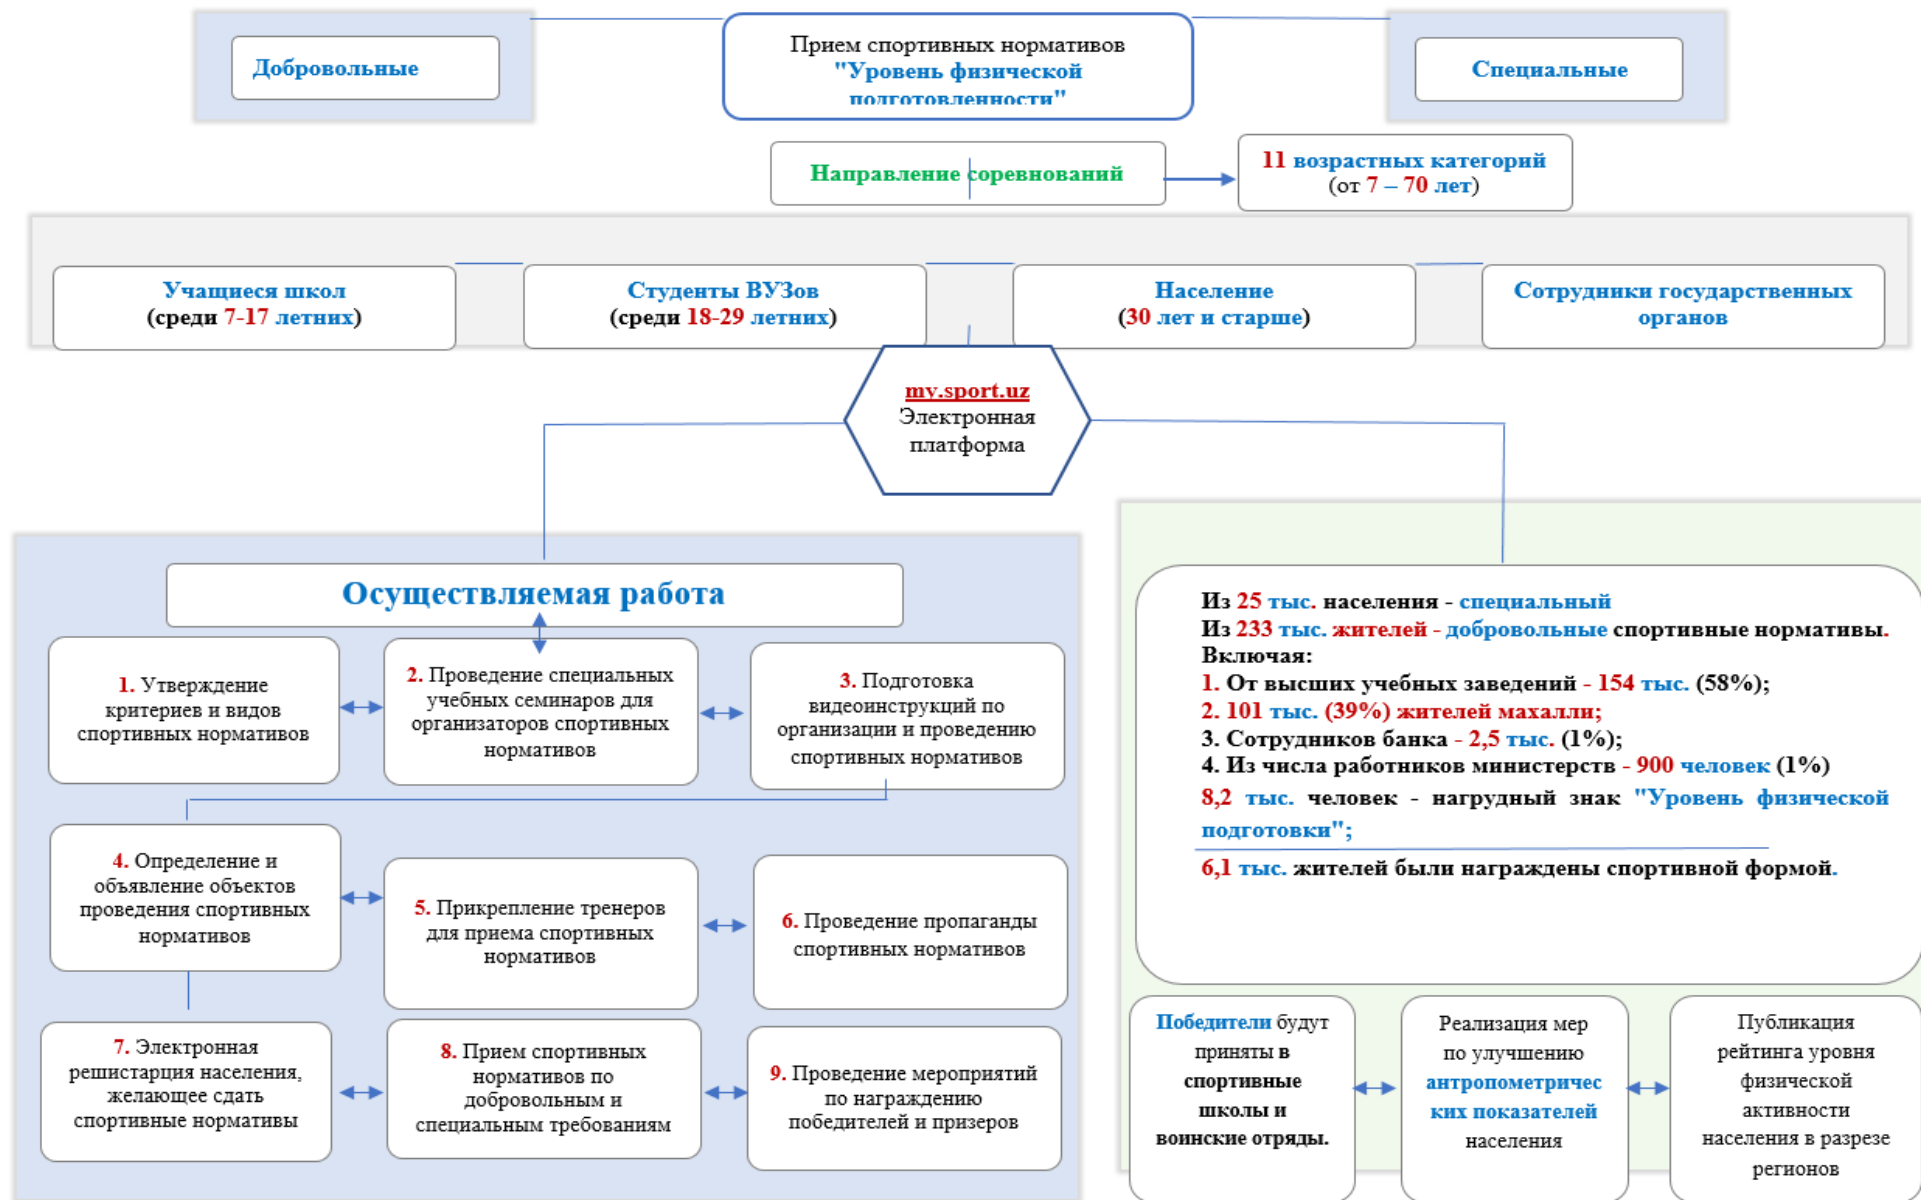 Добровольные
Прием спортивных нормативов
"Уровень физической
подготовленности"
Специальные
Направление соревнований
11 возрастных категорий
(от 7 – 70 лет)
Учащиеся школ
(среди 7-17 летних)
Студенты ВУЗов
(среди 18-29 летних)
Население
(30 лет и старше)
Сотрудники государственных
органов
mv.sport.uz
Электронная
платформа
Осуществляемая работа
1. Утверждение
критериев и видов
спортивных нормативов
2. Проведение специальных
учебных семинаров для
организаторов спортивных
нормативов
3. Подготовка
видеоинструкций по
организации и проведению
спортивных нормативов
4. Определение и
объявление объектов
проведения спортивных
нормативов
5. Прикрепление тренеров
для приема спортивных
нормативов
6. Проведение пропаганды
спортивных нормативов
7. Электронная
решистарция населения,
желающее сдать
спортивные нормативы
8. Прием спортивных
нормативов по
добровольным и
специальным требованиям
9. Проведение мероприятий
по награждению
победителей и призеров
Из 25 тыс. населения - специальный
Из 233 тыс. жителей - добровольные спортивные нормативы.
Включая:
1. От высших учебных заведений - 154 тыс. (58%);
2. 101 тыс. (39%) жителей махалли;
3. Сотрудников банка - 2,5 тыс. (1%);
4. Из числа работников министерств - 900 человек (1%)
8,2 тыс. человек - нагрудный знак "Уровень физической
подготовки";
6,1 тыс. жителей были награждены спортивной формой.
Победители будут
приняты в
спортивные
школы и
воинские отряды.
Реализация мер
по улучшению
антропометричес
ких показателей
населения
Публикация
рейтинга уровня
физической
активности
населения в разрезе
регионов